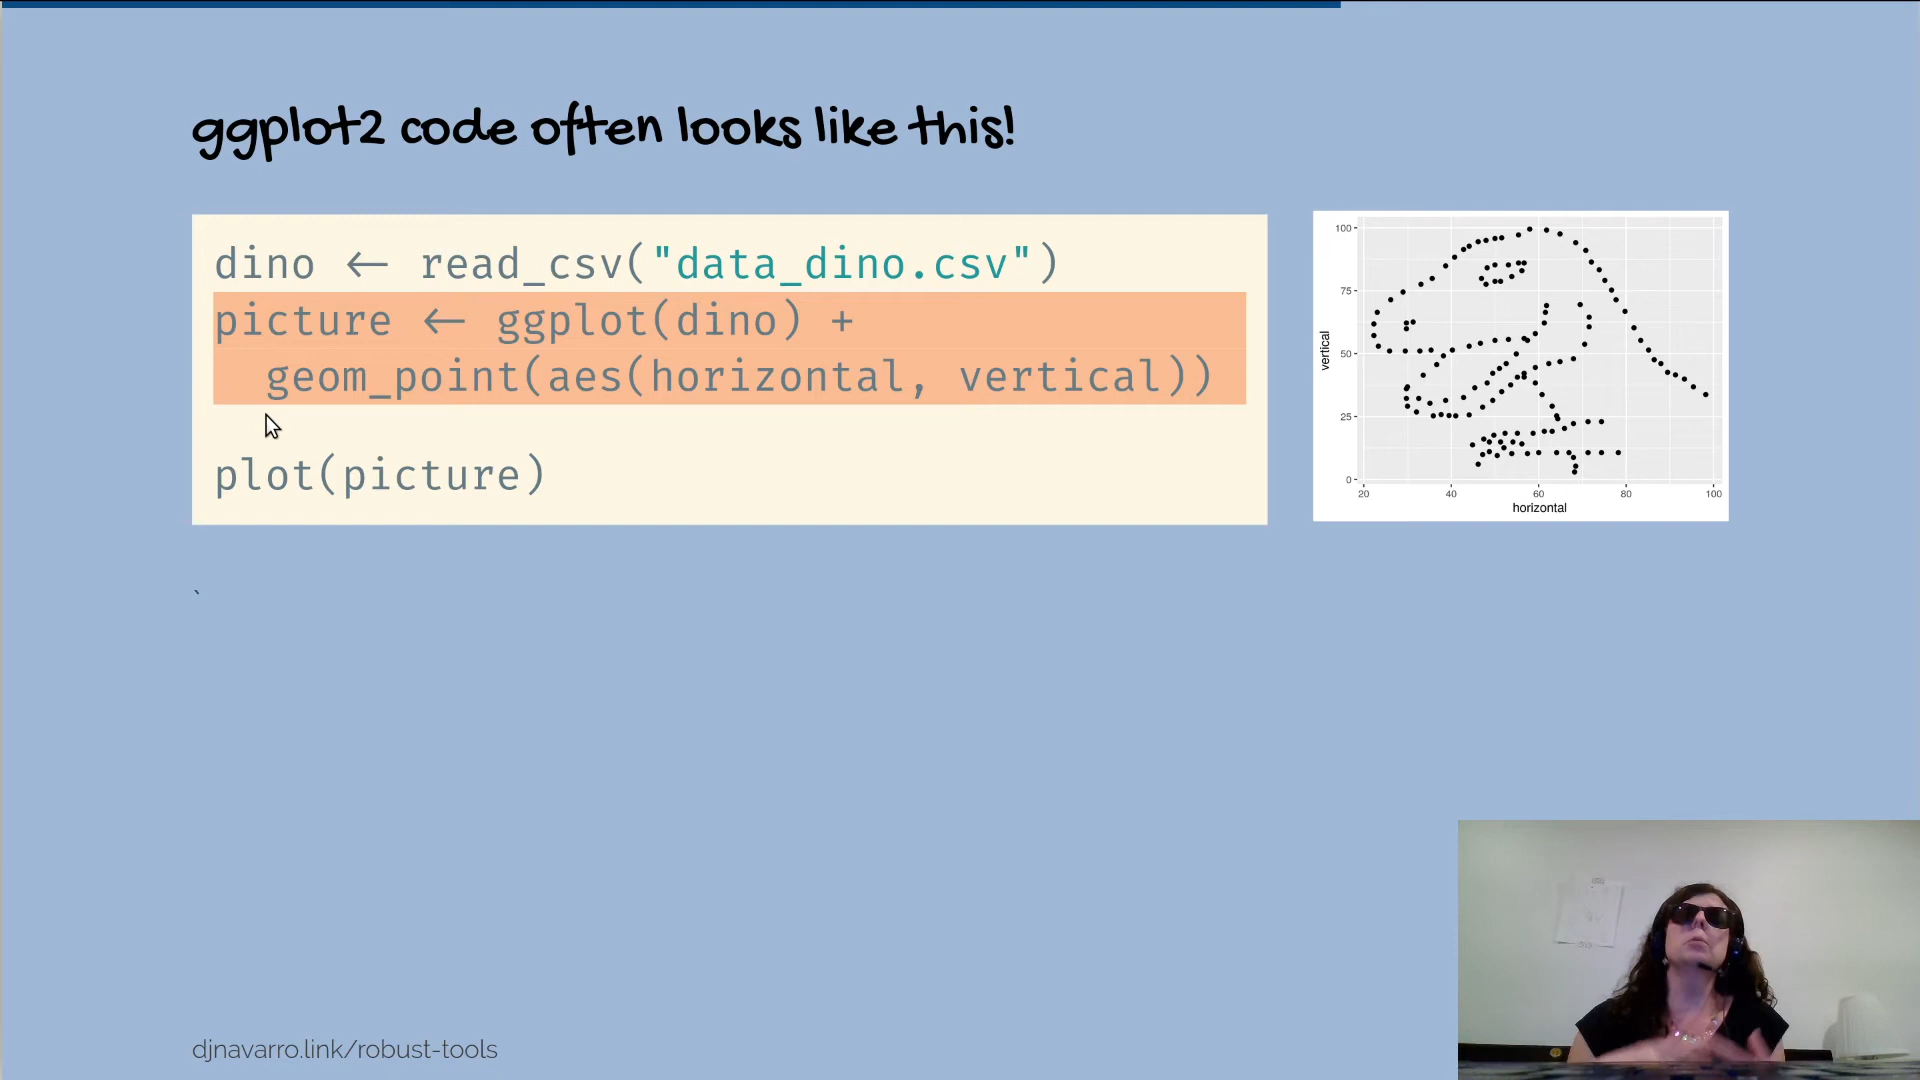 ggplot2 code often looks like this!
dino <- read_csv("data_dino.csv")
picture <- ggplot(dino) +
geom_point(aes(horizontal, vertical))
plot(picture)
100
75
50
25
0
vertical
20 40 60 80 100
horizontal
`
djnavarro.link/robust-tools